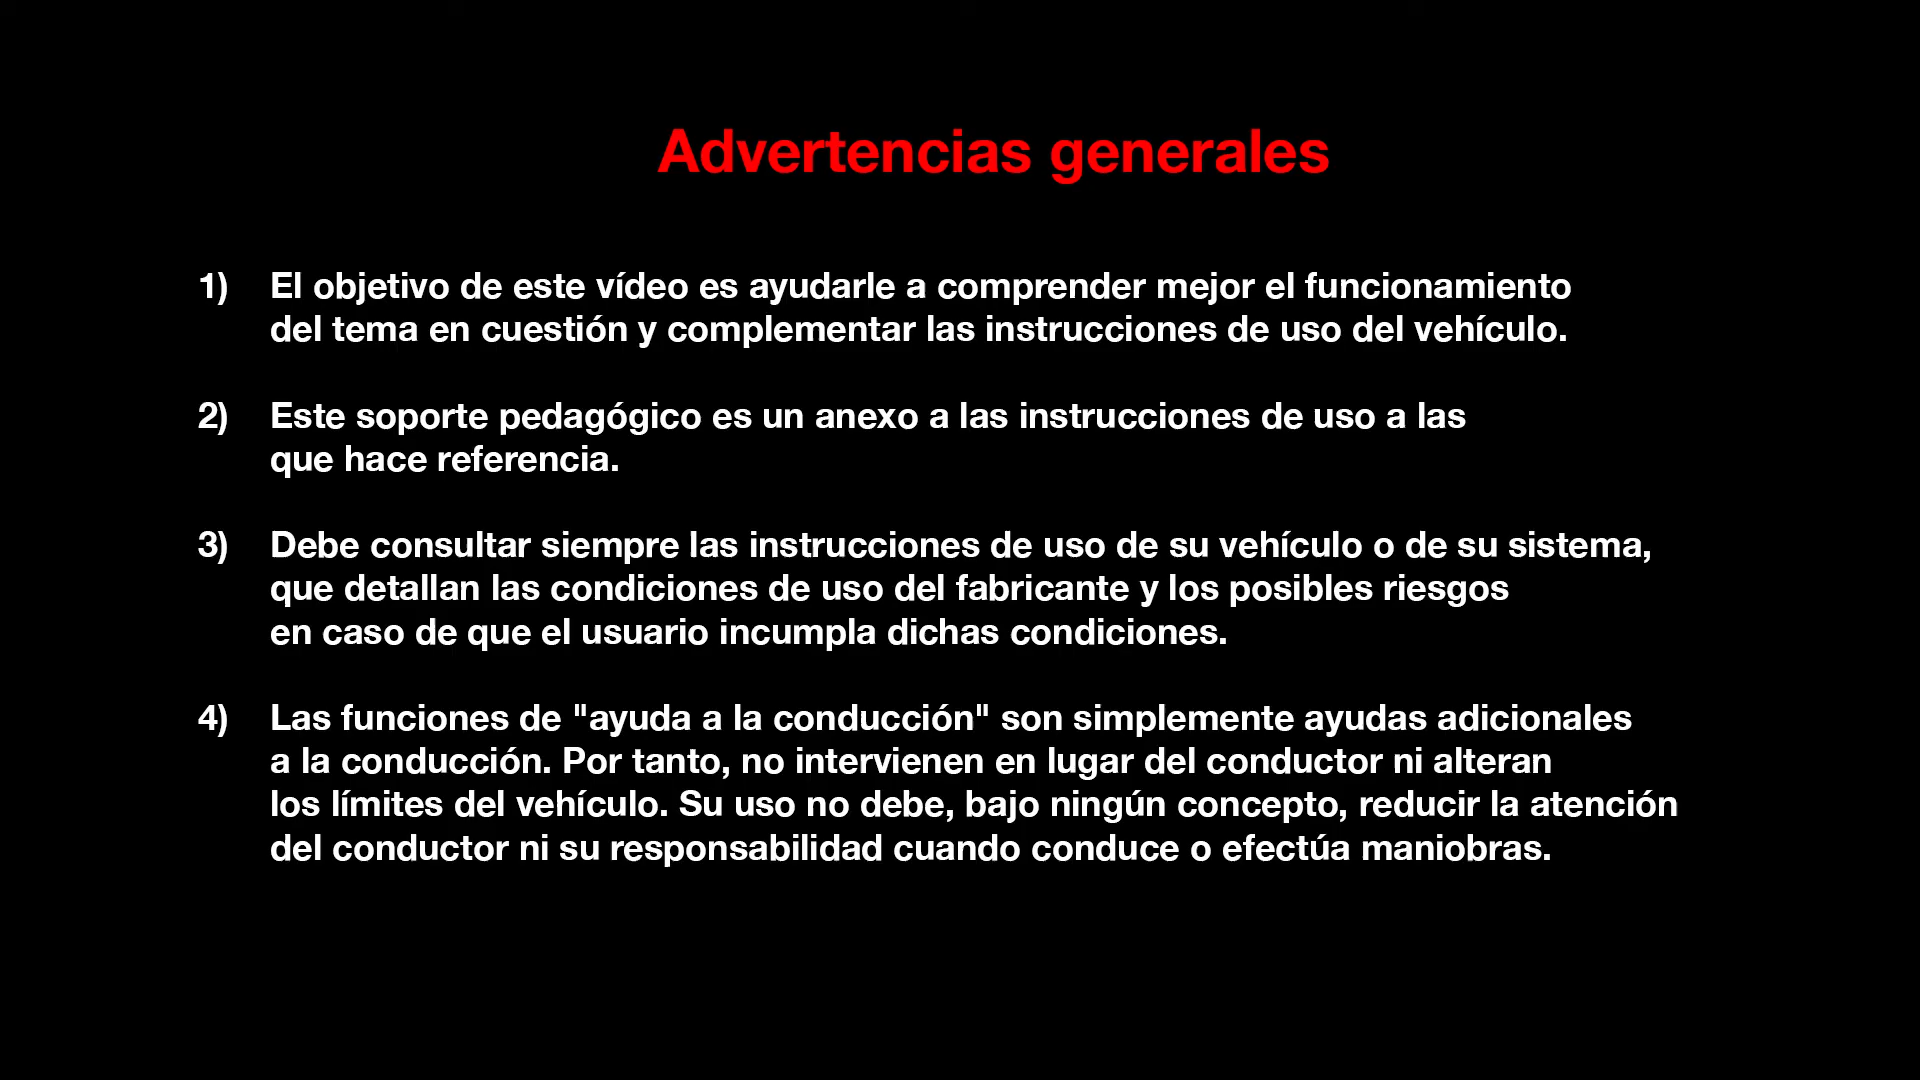 Advertencias generales
1) El objetivo de este vídeo es ayudarle a comprender mejor el funcionamiento
del tema en cuestión y complementar las instrucciones de uso del vehículo.
2) Este soporte pedagógico es un anexo a las instrucciones de uso a las
que hace referencia.
3) Debe consultar siempre las instrucciones de uso de su vehículo o de su sistema,
que detallan las condiciones de uso del fabricante y los posibles riesgos
en caso de que el usuario incumpla dichas condiciones.
4) Las funciones de "ayuda a la conducción" son simplemente ayudas adicionales
a la conducción. Por tanto, no intervienen en lugar del conductor ni alteran
los límites del vehículo. Su uso no debe, bajo ningún concepto, reducir la atención
del conductor ni su responsabilidad cuando conduce o efectúa maniobras.